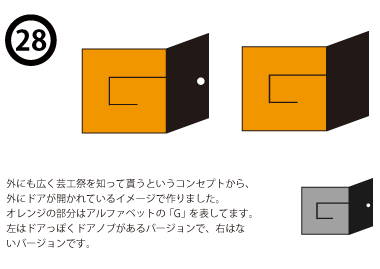 28
外にも広く芸工祭を知って貰うというコンセプトから、
外にドアが開かれているイメージで作りました。
オレンジの部分はアルファベットの「G」を表してます。
左はドアっぽくドアノブがあるバージョンで、右はな
いバージョンです。